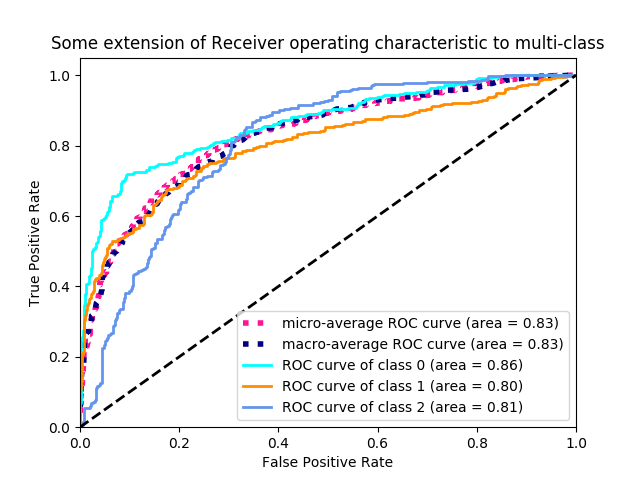 Some extension of Receiver operating characteristic to multi-class
1.0
0.8
0.6
0.4
0.2
0.0
True Positive Rate
micro-average ROC curve (area = 0.83)
macro-average ROC curve (area = 0.83)
ROC curve of class 0 (area = 0.86)
ROC curve of class 1 (area = 0.80)
ROC curve of class 2 (area = 0.81)
0.0 0.2 0.4 0.6 0.8 1.0
False Positive Rate